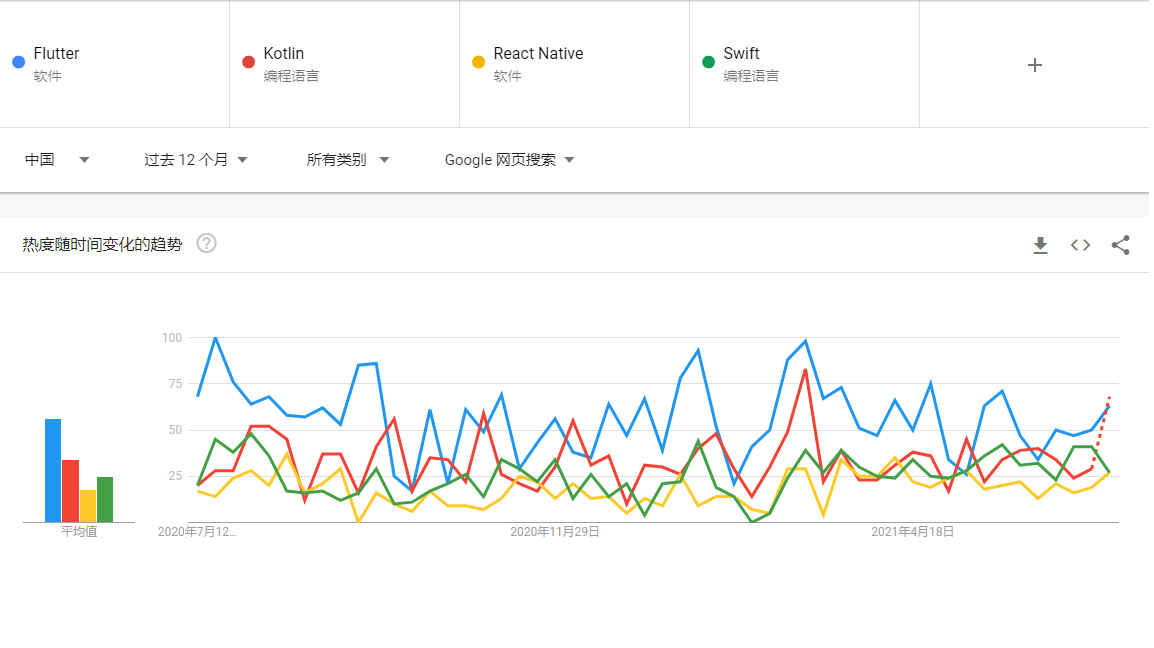 Flutter
软件
Kotlin
编程语言
React Native
软件
Swift
编程语言
中国
过去 12 个月
所有类别
Google 网页搜索
热度随时间变化的趋势
100
75
50
25
平均值
2020年7月12…
2020年11月29日
2021年4月18日